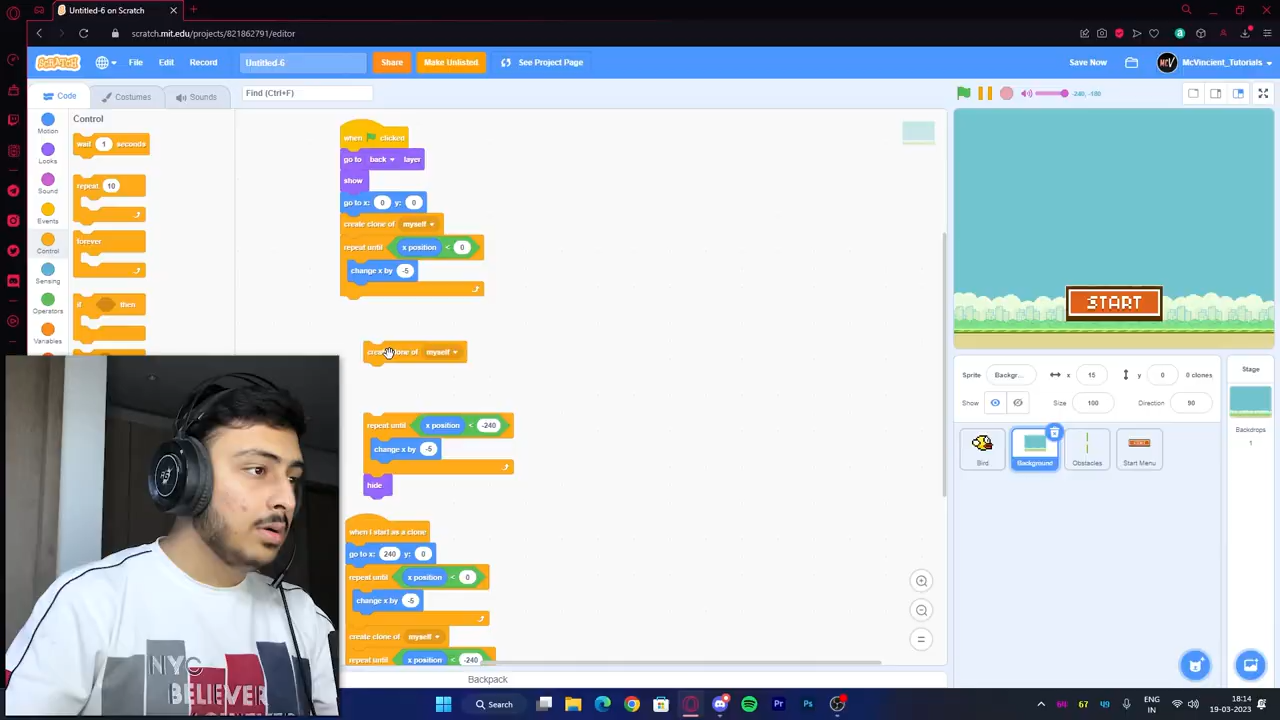 Untitled-6 on Scratch
scratch.mit.edu/projects/821862791/editor
SCRATCH
File
Edit
Record
Untitled-6
Share
Make Unlisted
See Project Page
Save Now
McVincient_Tutorials
Code
Costumes
Sounds
Find (Ctrl+F)
-240, -180
Motion
Looks
Sound
Events
Control
Sensing
Operators
Variables
Control
wait 1 seconds
repeat 10
forever
if then
when clicked
go to back layer
show
go to x: 0 y: 0
create clone of myself
repeat until x position < 0
change x by -5
create clone of myself
repeat until x position < -240
change x by -5
hide
when I start as a clone
go to x: 240 y: 0
repeat until x position < 0
change x by -5
create clone of myself
repeat until x position < -240
START
Sprite Backgr... x 15 y 0 0 clones
Show Size 100 Direction 90
Bird
Background
Obstacles
Start Menu
Stage
Backdrops
1
Backpack
NYC
BELIEVER
Search
ENG
IN
18:14
19-03-2023